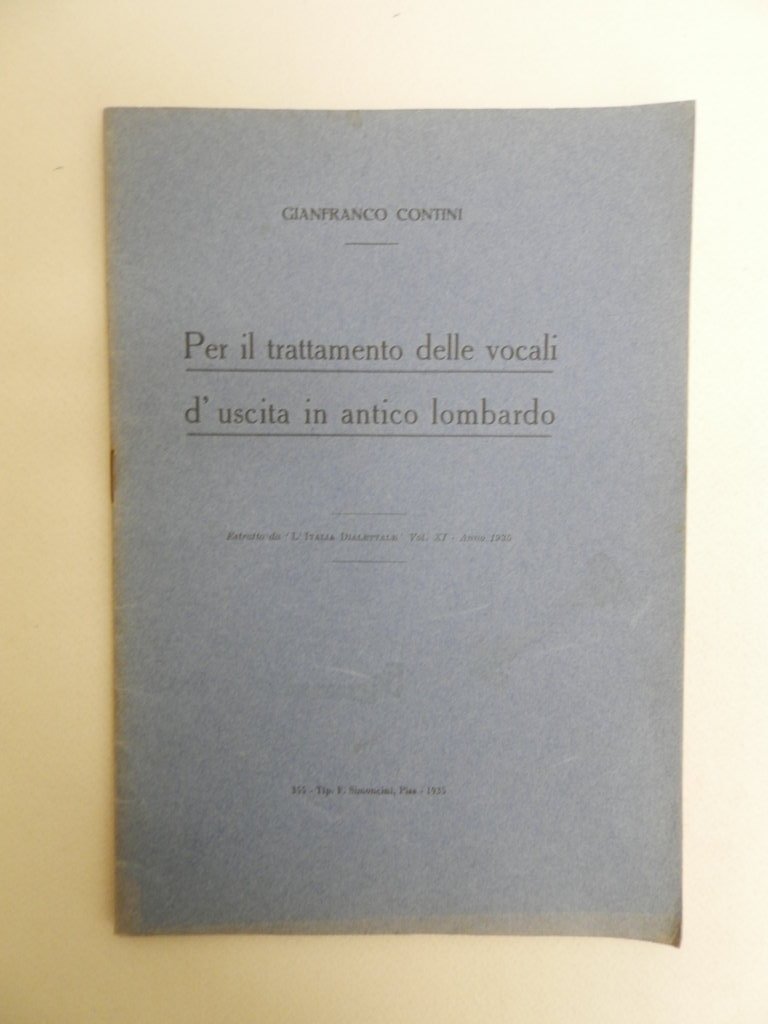 GIANFRANCO CONTINI
Per il trattamento delle vocali
d' uscita in antico lombardo
Estratto da 'L'ITALIA DIALETTALE' Vol. XI - Anno 1935
355 - Tip. F. Simoncini, Pisa - 1935